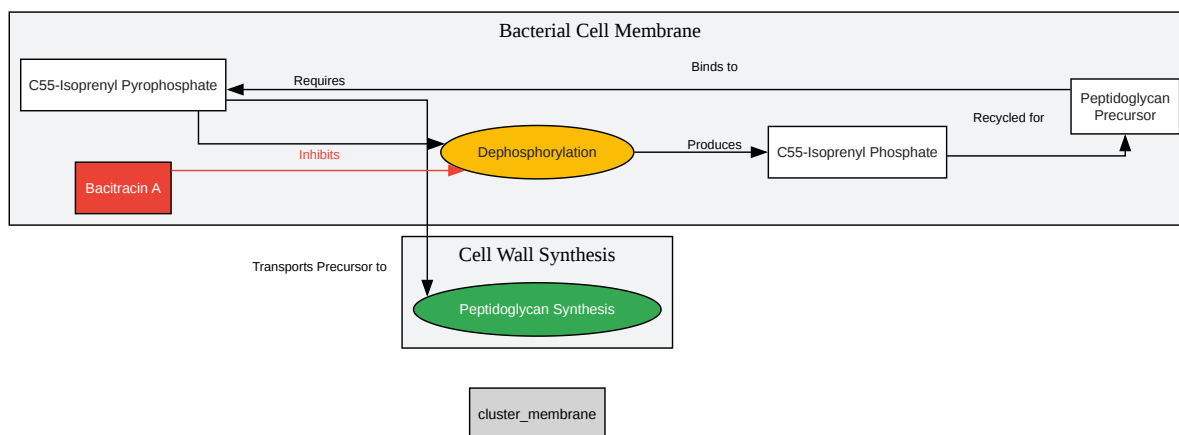 Bacterial Cell Membrane
C55-Isoprenyl Pyrophosphate
Requires
Binds to
Peptidoglycan
Precursor
Recycled for
Inhibits
Dephosphorylation
Produces
C55-Isoprenyl Phosphate
Bacitracin A
Cell Wall Synthesis
Transports Precursor to
Peptidoglycan Synthesis
cluster_membrane